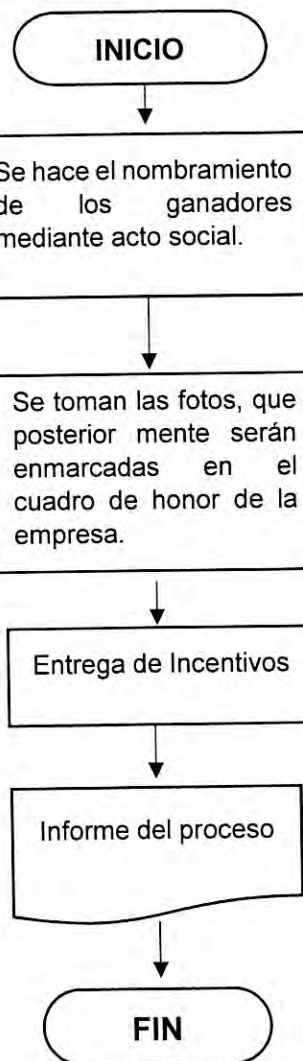 INICIO
Se hace el nombramiento
de los ganadores
mediante acto social.
Se toman las fotos, que
posterior mente serán
enmarcadas en el
cuadro de honor de la
empresa.
Entrega de Incentivos
Informe del proceso
FIN